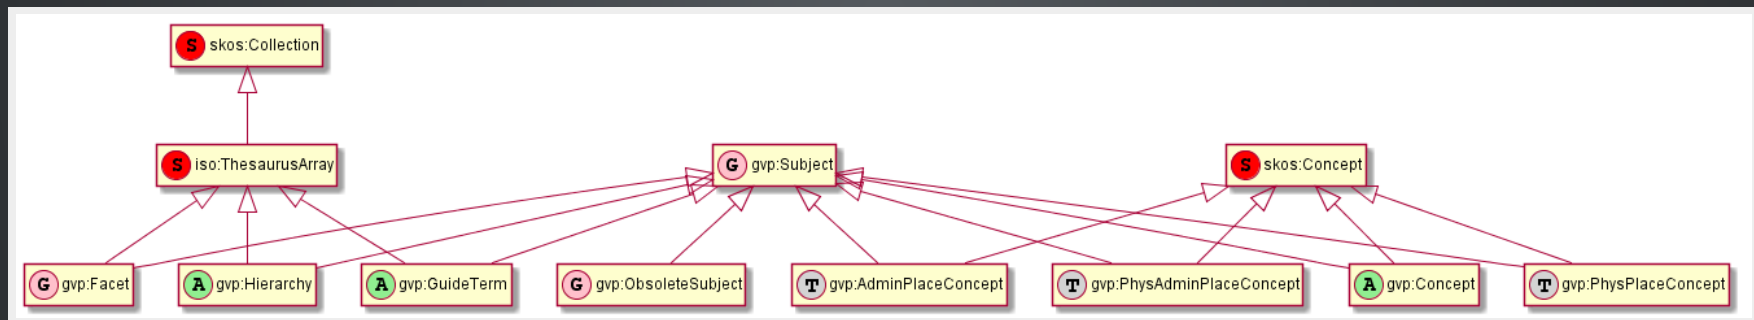 S skos:Collection
S iso:ThesaurusArray
G gvp:Subject
S skos:Concept
G gvp:Facet
A gvp:Hierarchy
A gvp:GuideTerm
G gvp:ObsoleteSubject
T gvp:AdminPlaceConcept
T gvp:PhysAdminPlaceConcept
A gvp:Concept
T gvp:PhysPlaceConcept